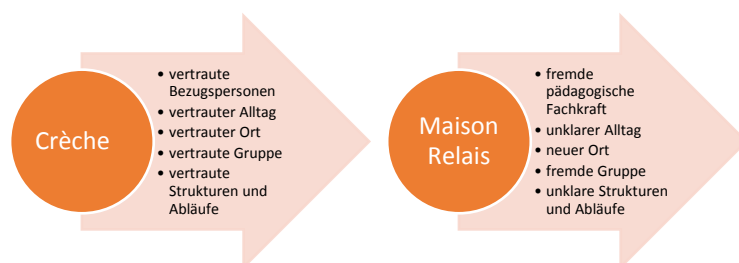 Crèche
• vertraute
Bezugspersonen
• vertrauter Alltag
• vertrauter Ort
• vertraute Gruppe
• vertraute
Strukturen und
Abläufe
Maison
Relais
• fremde
pädagogische
Fachkraft
• unklarer Alltag
• neuer Ort
• fremde Gruppe
• unklare Strukturen
und Abläufe